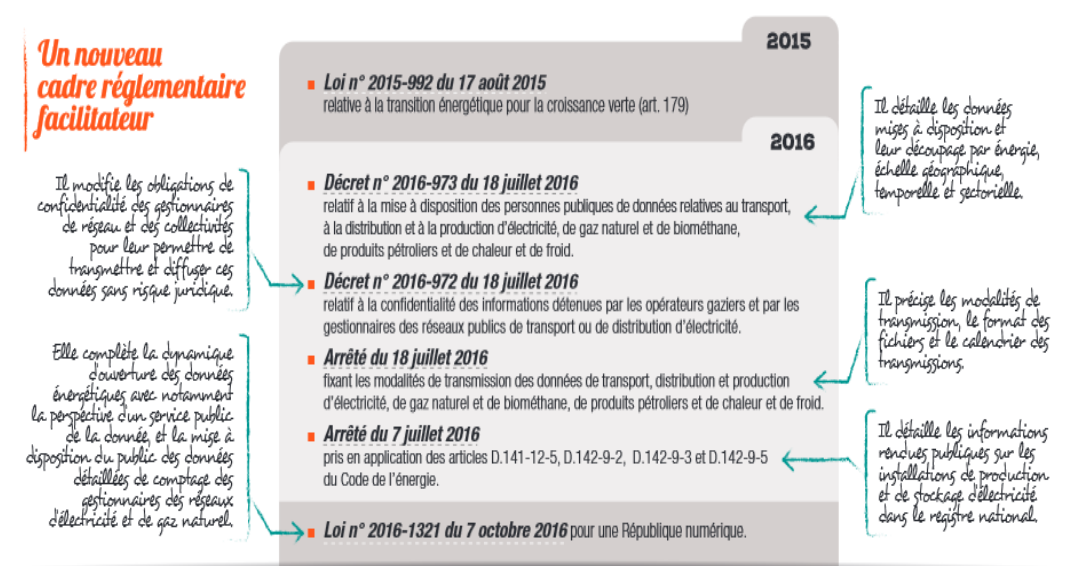 Un nouveau
cadre réglementaire
facilitateur
2015
Loi n° 2015-992 du 17 août 2015
relative à la transition énergétique pour la croissance verte (art. 179)
2016
Décret n° 2016-973 du 18 juillet 2016
relatif à la mise à disposition des personnes publiques de données relatives au transport,
à la distribution et à la production d'électricité, de gaz naturel et de biométhane,
de produits pétroliers et de chaleur et de froid.
Il détaille les données
mises à disposition et
leur découpage par énergie,
échelle géographique,
temporelle et sectorielle.
Il modifie les obligations de
confidentialité des gestionnaires
de réseau et des collectivités
pour leur permettre de
transmettre et diffuser ces
données sans risque juridique.
Décret n° 2016-972 du 18 juillet 2016
relatif à la confidentialité des informations détenues par les opérateurs gaziers et par les
gestionnaires des réseaux publics de transport ou de distribution d'électricité.
Arrêté du 18 juillet 2016
fixant les modalités de transmission des données de transport, distribution et production
d'électricité, de gaz naturel et de biométhane, de produits pétroliers et de chaleur et de froid.
Il précise les modalités de
transmission, le format des
fichiers et le calendrier des
transmissions.
Arrêté du 7 juillet 2016
pris en application des articles D.141-12-5, D.142-9-2, D.142-9-3 et D.142-9-5
du Code de l'énergie.
Il détaille les informations
rendues publiques sur les
installations de production
et de stockage d'électricité
dans le registre national.
Elle complète la dynamique
d'ouverture des données
énergétiques avec notamment
la perspective d'un service public
de la donnée, et la mise à
disposition du public des données
détaillées de comptage des
gestionnaires des réseaux
d'électricité et de gaz naturel.
Loi n° 2016-1321 du 7 octobre 2016 pour une République numérique.